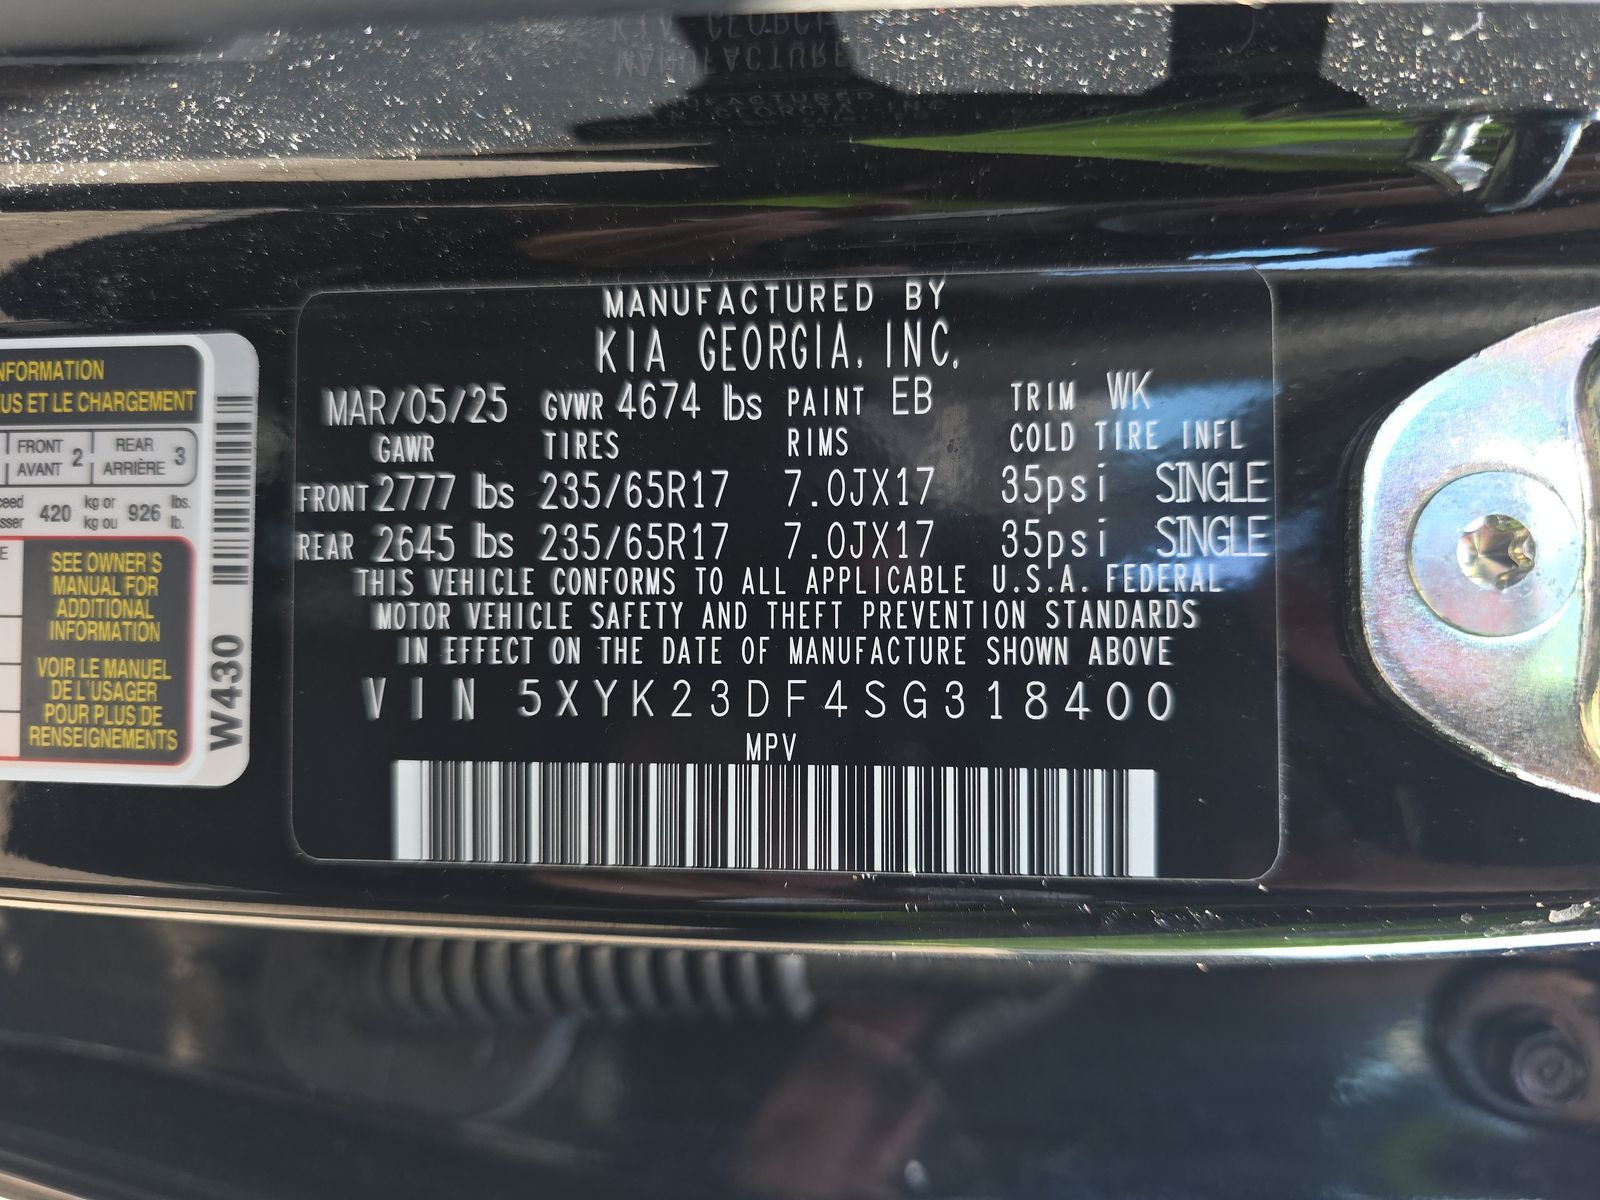 MANUFACTURED BY
KIA GEORGIA, INC.
MAR/05/25 GVWR 4674 lbs PAINT EB TRIM WK
GAWR TIRES RIMS COLD TIRE INFL
FRONT 2777 lbs 235/65R17 7.0JX17 35psi SINGLE
REAR 2645 lbs 235/65R17 7.0JX17 35psi SINGLE
THIS VEHICLE CONFORMS TO ALL APPLICABLE U.S.A. FEDERAL
MOTOR VEHICLE SAFETY AND THEFT PREVENTION STANDARDS
IN EFFECT ON THE DATE OF MANUFACTURE SHOWN ABOVE
VIN 5XYK23DF4SG318400
MPV
NFORMATION
US ET LE CHARGEMENT
FRONT 2 REAR 3
AVANT ARRIÈRE
ceed 420 kg or 926 lbs.
sser kg ou lb.
E
SEE OWNER'S
MANUAL FOR
ADDITIONAL
INFORMATION
VOIR LE MANUEL
DE L'USAGER
POUR PLUS DE
RENSEIGNEMENTS
W430